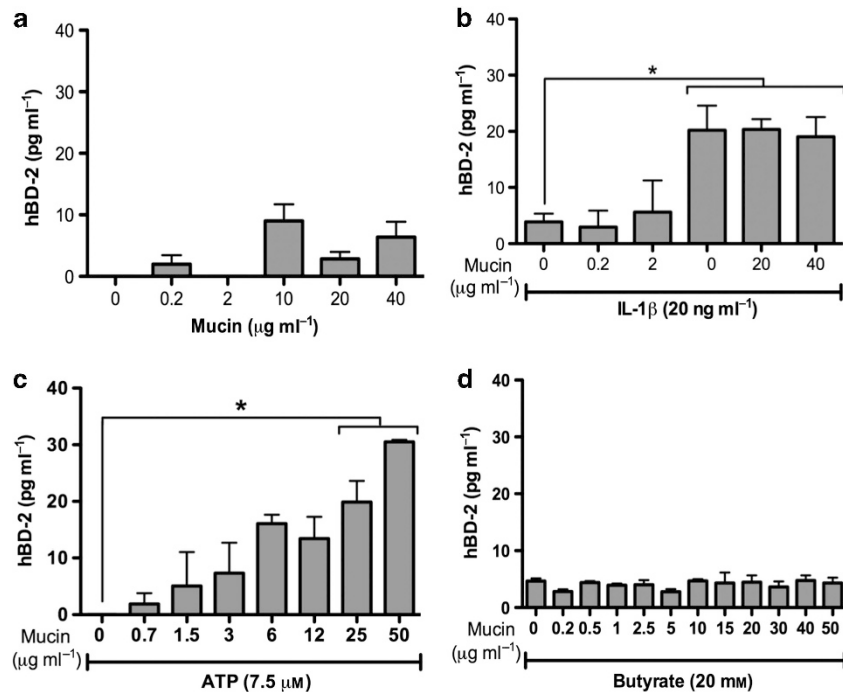 a
40
30
20
10
0
hBD-2 (pg ml⁻¹)
0 0.2 2 10 20 40
Mucin (μg ml⁻¹)
b
40
30
20
10
0
hBD-2 (pg ml⁻¹)
*
Mucin 0 0.2 2 0 20 40
(μg ml⁻¹)
IL-1β (20 ng ml⁻¹)
c
40
30
20
10
0
hBD-2 (pg ml⁻¹)
*
Mucin 0 0.7 1.5 3 6 12 25 50
(μg ml⁻¹)
ATP (7.5 μM)
d
40
30
20
10
0
hBD-2 (pg ml⁻¹)
Mucin 0 0.2 0.5 1 2.5 5 10 15 20 30 40 50
(μg ml⁻¹)
Butyrate (20 mM)